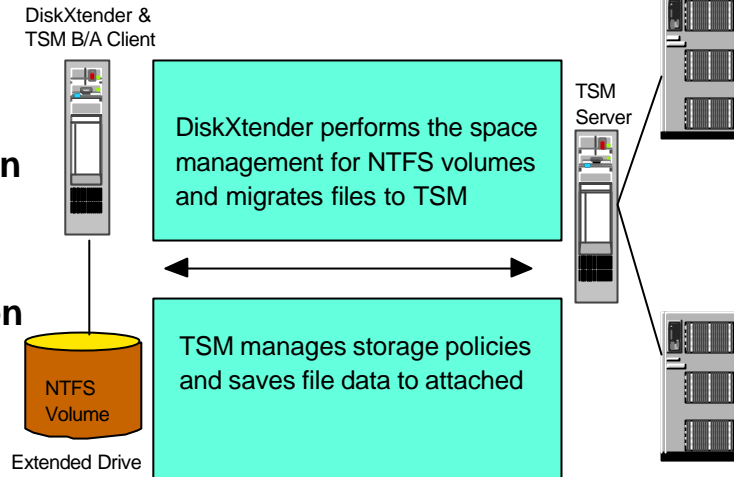 DiskXtender &
TSM B/A Client
DiskXtender performs the space
management for NTFS volumes
and migrates files to TSM
TSM
Server
n
n
TSM manages storage policies
and saves file data to attached
NTFS
Volume
Extended Drive